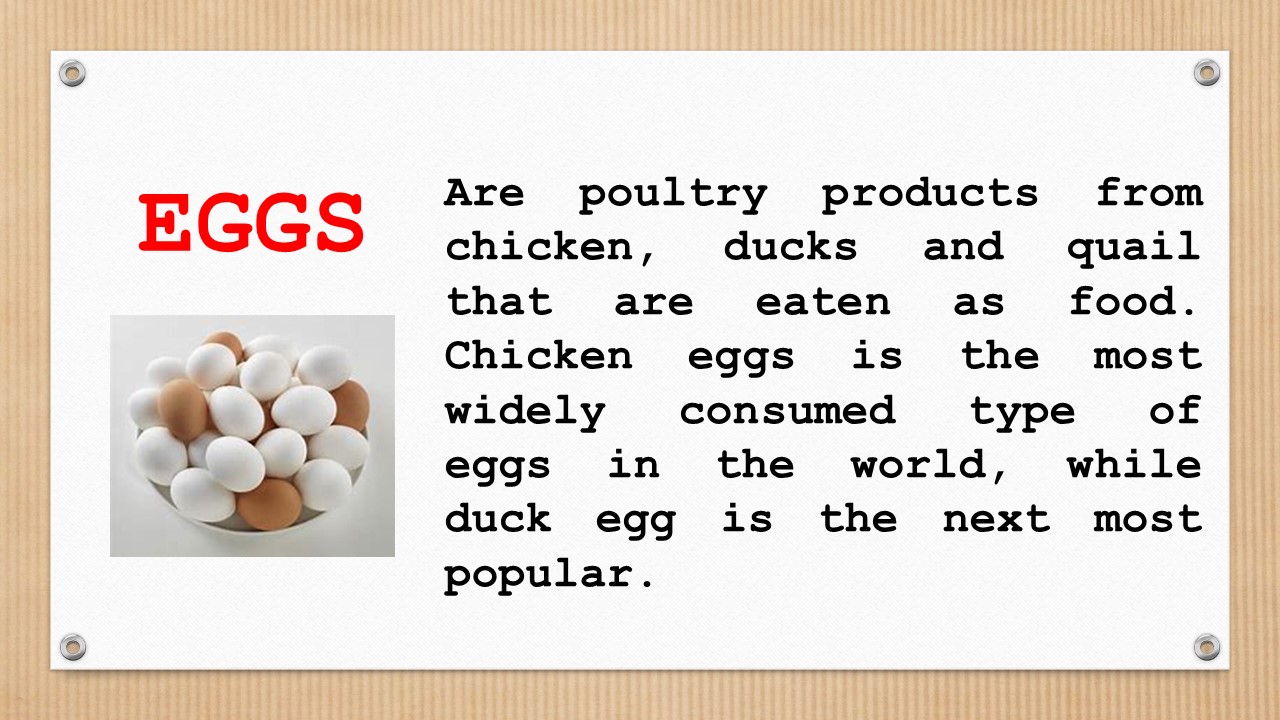 EGGS
Are poultry products from
chicken, ducks and quail
that are eaten as food.
Chicken eggs is the most
widely consumed type of
eggs in the world, while
duck egg is the next most
popular.